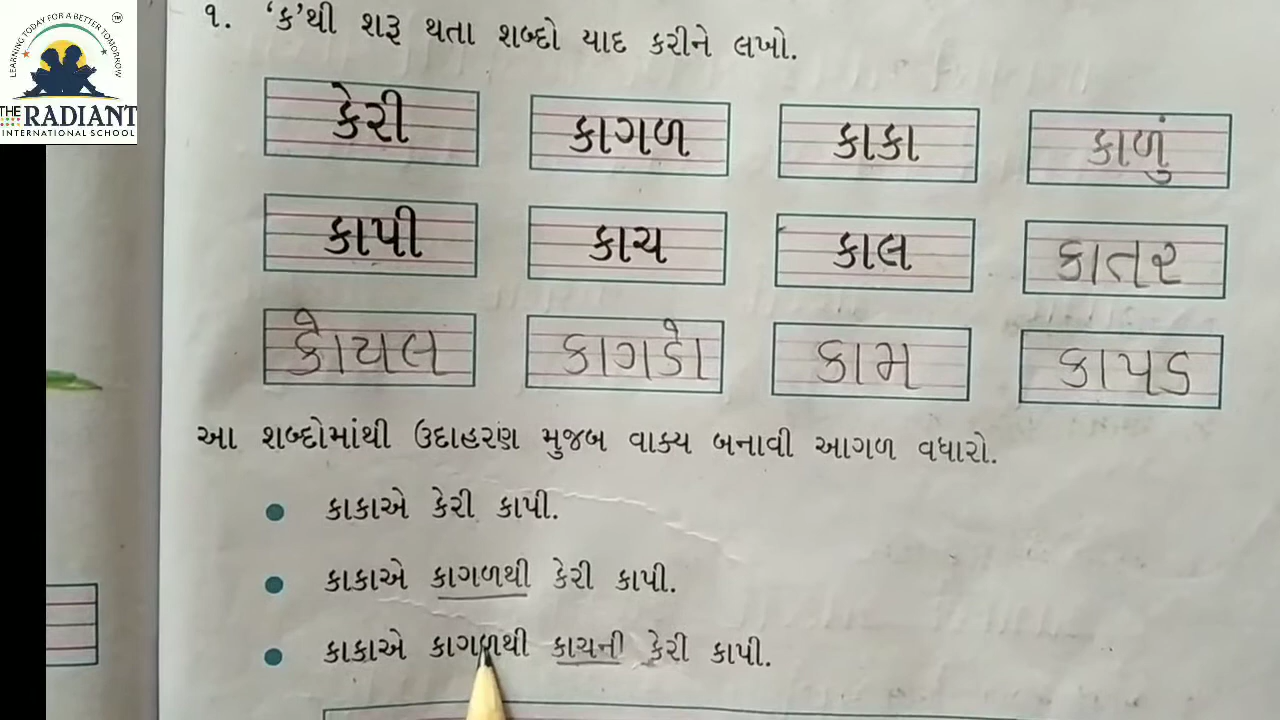 LEARNING TODAY FOR A BETTER TOMORROW
TM
THE RADIANT
INTERNATIONAL SCHOOL
૧. ‘ક’થી શરૂ થતા શબ્દો યાદ કરીને લખો.
કેરી કાગળ કાકા કાળું
કાપી કાચ કાલ કાતર
કોયલ કાગડો કામ કાપડ
આ શબ્દોમાંથી ઉદાહરણ મુજબ વાક્ય બનાવી આગળ વધારો.
• કાકાએ કેરી કાપી.
• કાકાએ કાગળથી કેરી કાપી.
• કાકાએ કાગળથી કાચની કેરી કાપી.